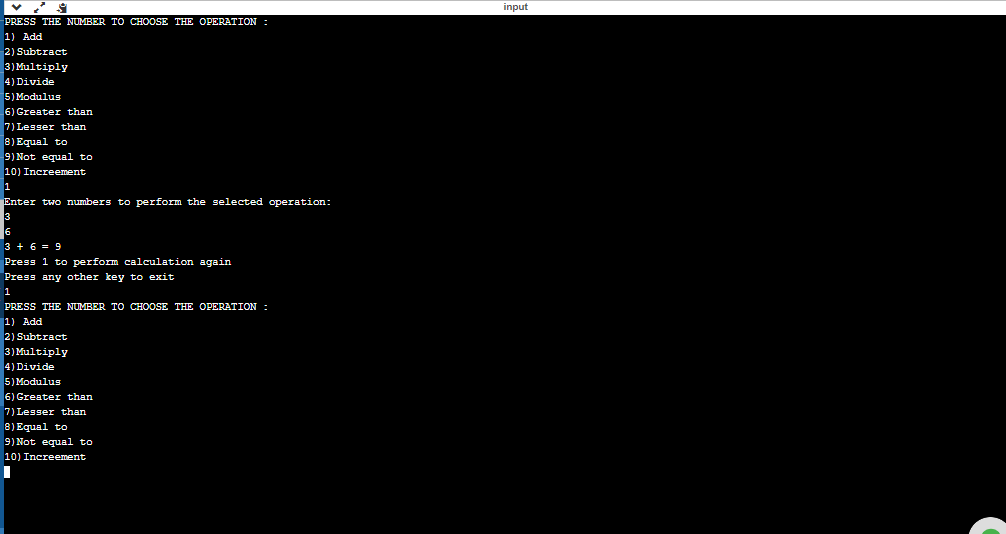 input
PRESS THE NUMBER TO CHOOSE THE OPERATION :
1) Add
2)Subtract
3)Multiply
4)Divide
5)Modulus
6)Greater than
7)Lesser than
8)Equal to
9)Not equal to
10)Increement
1
Enter two numbers to perform the selected operation:
3
6
3 + 6 = 9
Press 1 to perform calculation again
Press any other key to exit
1
PRESS THE NUMBER TO CHOOSE THE OPERATION :
1) Add
2)Subtract
3)Multiply
4)Divide
5)Modulus
6)Greater than
7)Lesser than
8)Equal to
9)Not equal to
10)Increement